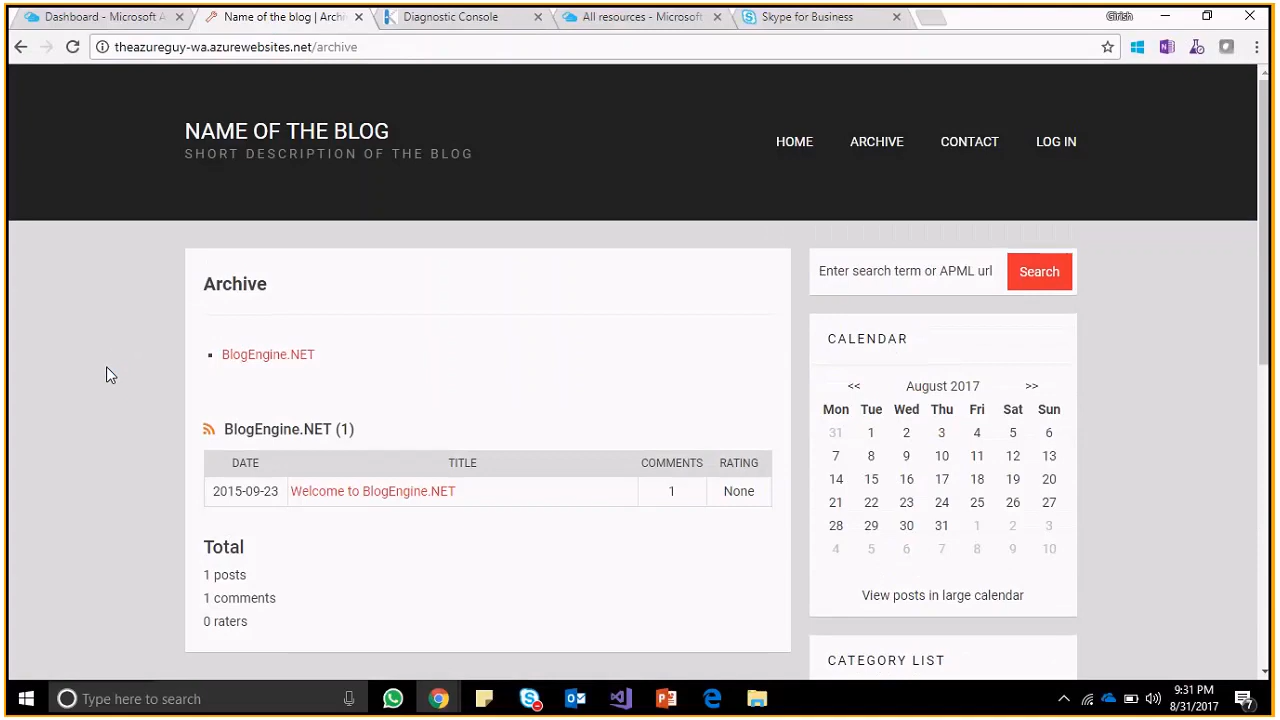 Dashboard - Microsoft A
Name of the blog | Archi
Diagnostic Console
All resources - Microsoft
Skype for Business
Girish
theazureguy-wa.azurewebsites.net/archive
NAME OF THE BLOG
SHORT DESCRIPTION OF THE BLOG
HOME ARCHIVE CONTACT LOG IN
Archive
BlogEngine.NET
BlogEngine.NET (1)
DATE TITLE COMMENTS RATING
2015-09-23 Welcome to BlogEngine.NET 1 None
Total
1 posts
1 comments
0 raters
Enter search term or APML url Search
CALENDAR
<< August 2017 >>
Mon Tue Wed Thu Fri Sat Sun
31 1 2 3 4 5 6
7 8 9 10 11 12 13
14 15 16 17 18 19 20
21 22 23 24 25 26 27
28 29 30 31 1 2 3
4 5 6 7 8 9 10
View posts in large calendar
CATEGORY LIST
Type here to search
9:31 PM
8/31/2017
7